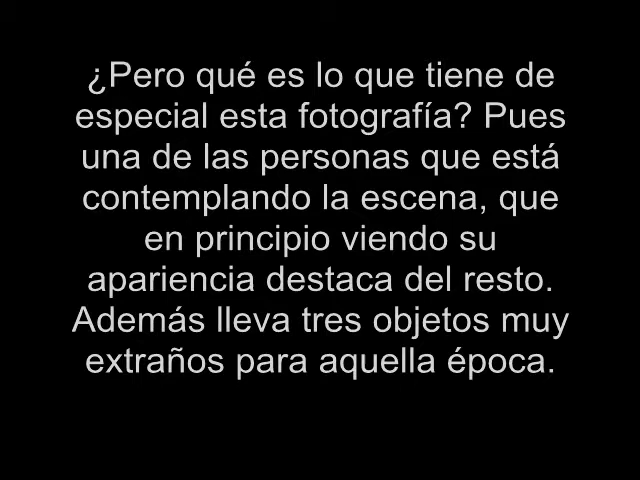 ¿Pero qué es lo que tiene de
especial esta fotografía? Pues
una de las personas que está
contemplando la escena, que
en principio viendo su
apariencia destaca del resto.
Además lleva tres objetos muy
extraños para aquella época.